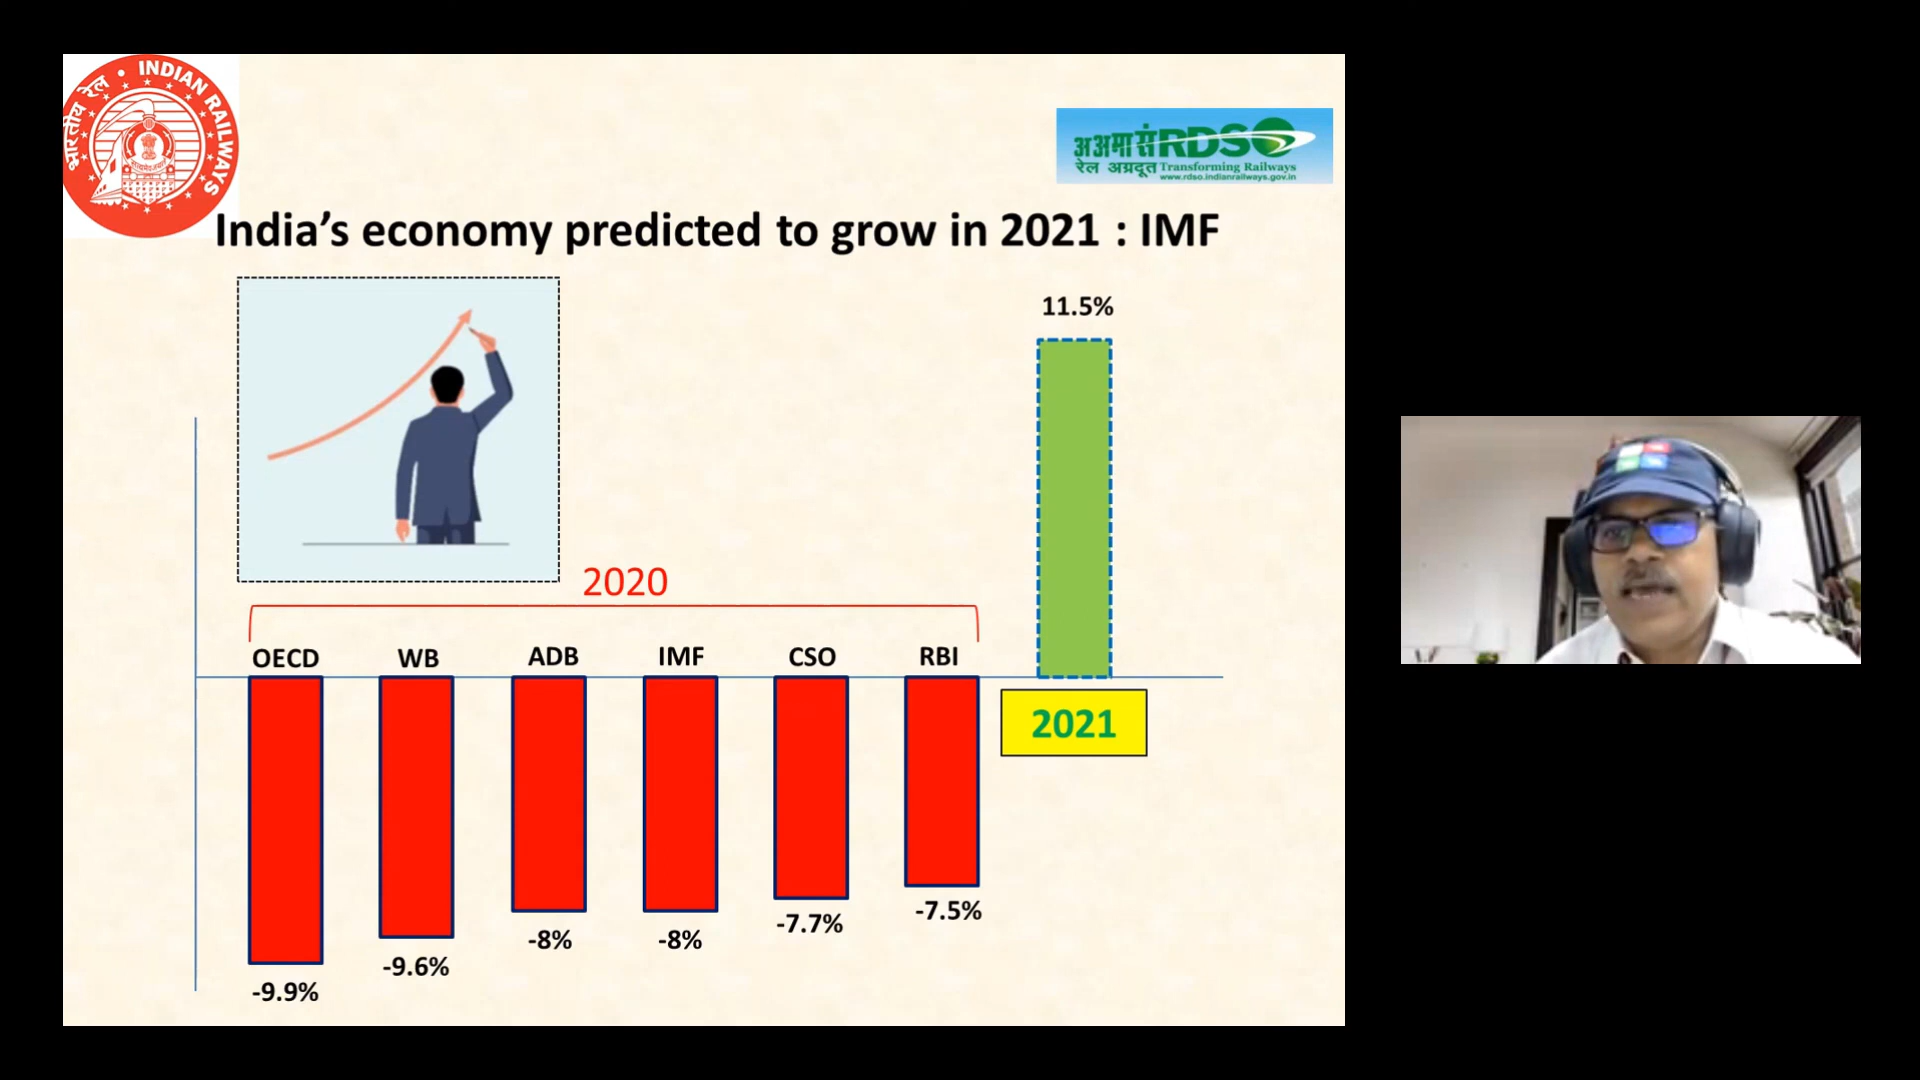 भारतीय रेल • INDIAN RAILWAYS
अअमासं RDSO
रेल अग्रदूत Transforming Railways
www.rdso.indianrailways.gov.in
India’s economy predicted to grow in 2021 : IMF
11.5%
2020
OECD WB ADB IMF CSO RBI
2021
-9.9% -9.6% -8% -8% -7.7% -7.5%